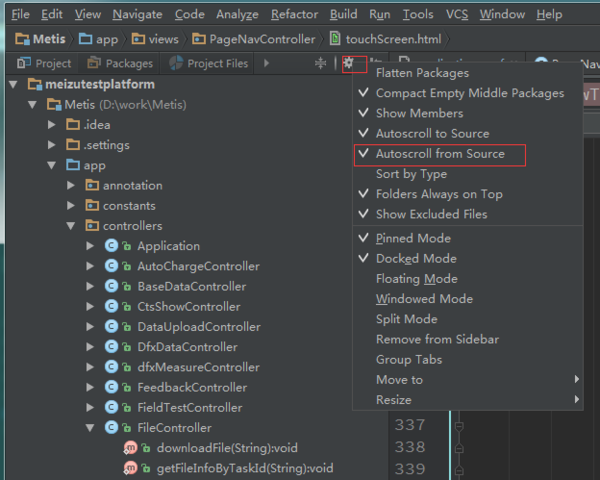 File Edit View Navigate Code Analyze Refactor Build Run Tools VCS Window Help
Metis app views PageNavController touchScreen.html
Project Packages Project Files
meizutestplatform
Metis (D:\work\Metis)
.idea
.settings
app
annotation
constants
controllers
Application
AutoChargeController
BaseDataController
CtsShowController
DataUploadController
DfxDataController
dfxMeasureController
FeedbackController
FieldTestController
FileController
downloadFile(String):void
getFileInfoByTaskId(String):void
Flatten Packages
Compact Empty Middle Packages
Show Members
Autoscroll to Source
Autoscroll from Source
Sort by Type
Folders Always on Top
Show Excluded Files
Pinned Mode
Docked Mode
Floating Mode
Windowed Mode
Split Mode
Remove from Sidebar
Group Tabs
Move to
Resize
337
338
339